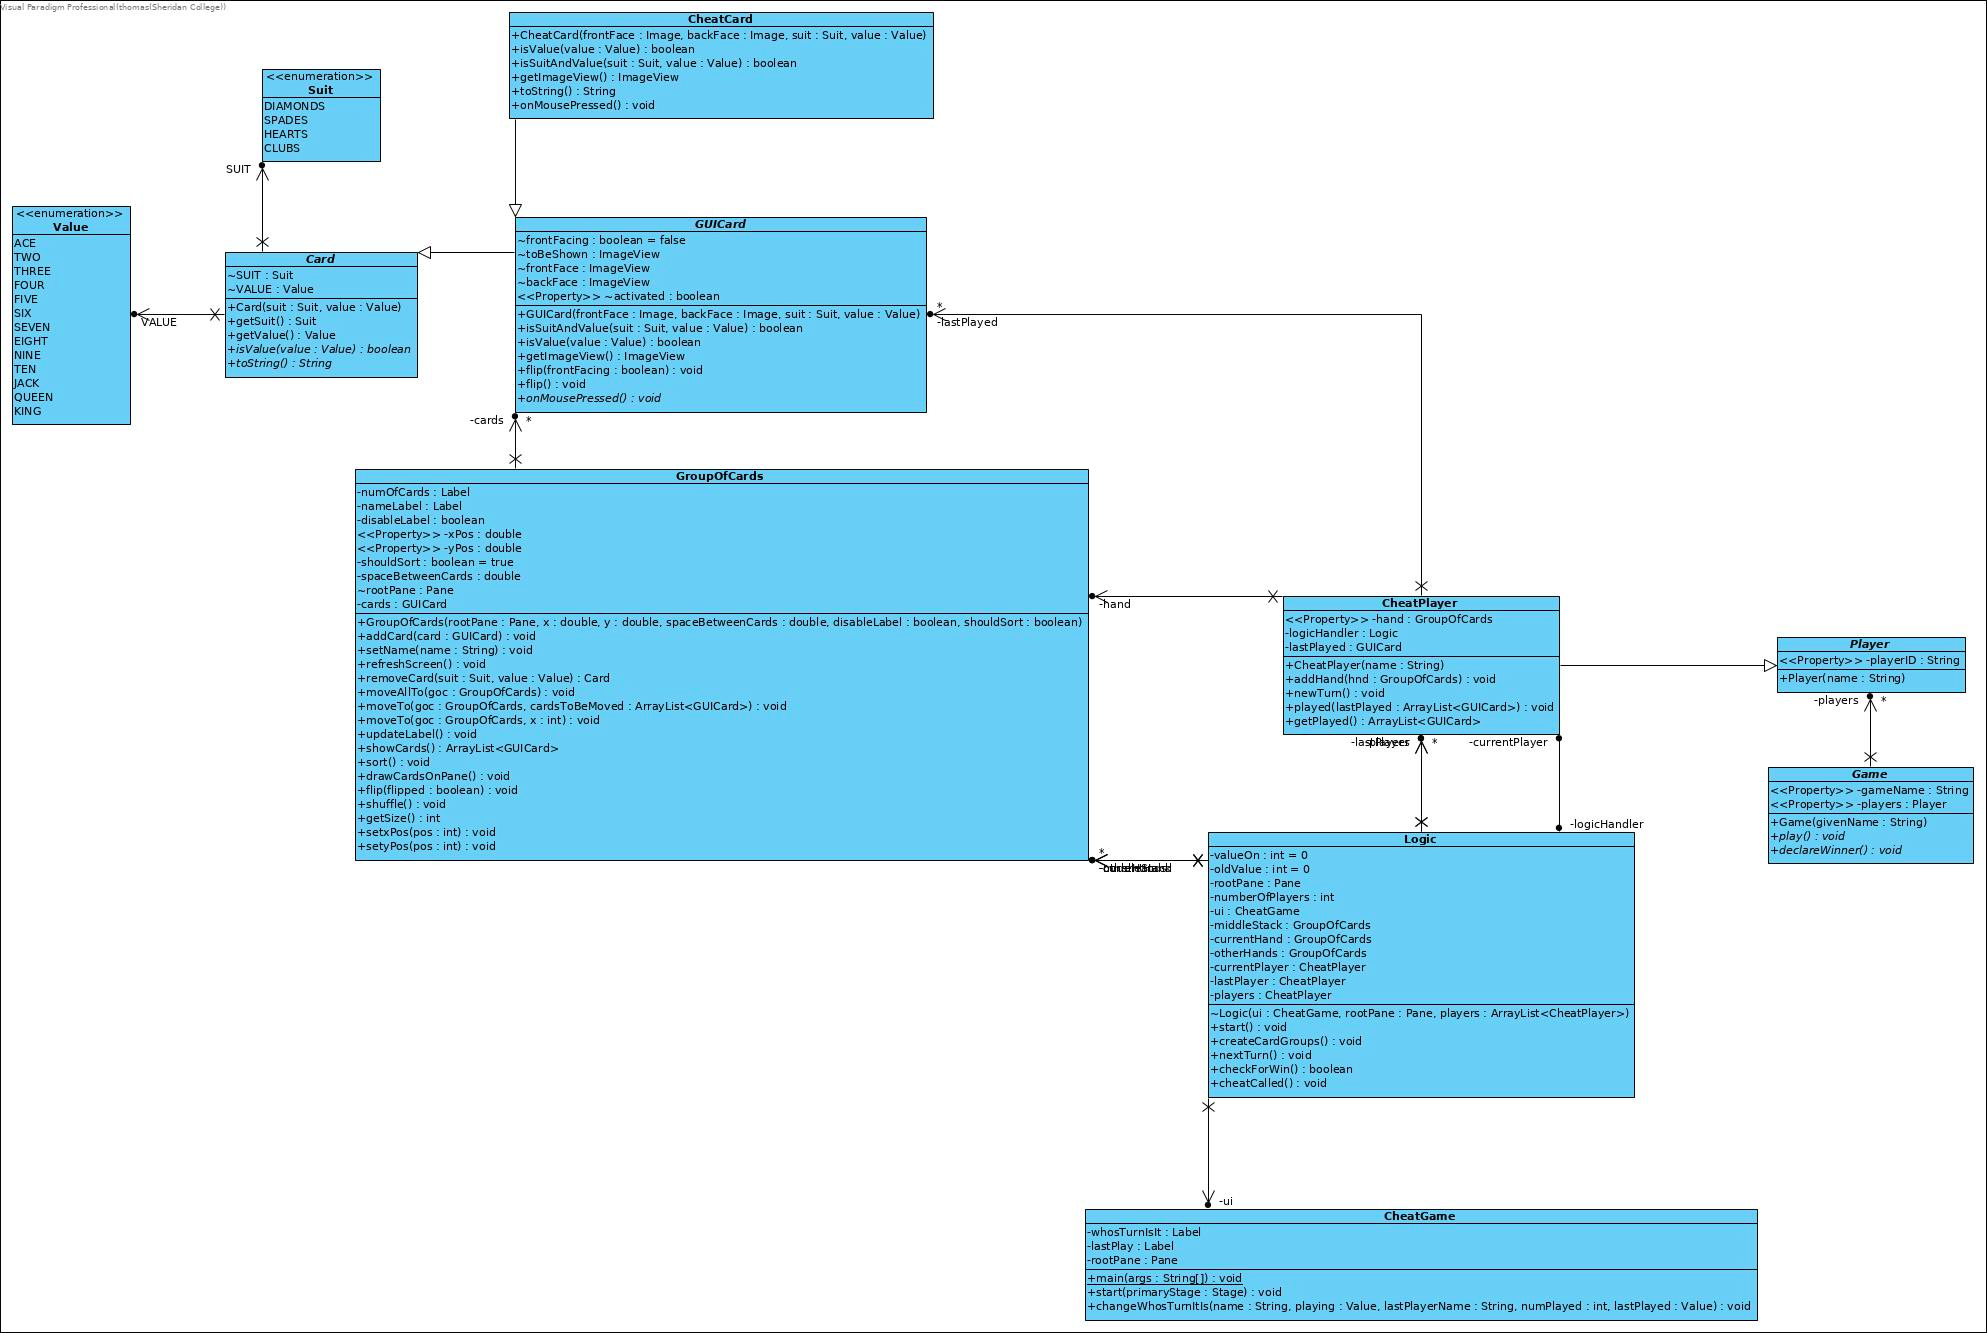 Visual Paradigm Professional(thomas(Sheridan College))
CheatCard
+CheatCard(frontFace : Image, backFace : Image, suit : Suit, value : Value)
+isValue(value : Value) : boolean
+isSuitAndValue(suit : Suit, value : Value) : boolean
+getImageView() : ImageView
+toString() : String
+onMousePressed() : void
<<enumeration>>
Suit
DIAMONDS
SPADES
HEARTS
CLUBS
SUIT
<<enumeration>>
Value
ACE
TWO
THREE
FOUR
FIVE
SIX
SEVEN
EIGHT
NINE
TEN
JACK
QUEEN
KING
VALUE
Card
~SUIT : Suit
~VALUE : Value
+Card(suit : Suit, value : Value)
+getSuit() : Suit
+getValue() : Value
+isValue(value : Value) : boolean
+toString() : String
GUICard
~frontFacing : boolean = false
~toBeShown : ImageView
~frontFace : ImageView
~backFace : ImageView
<<Property>> ~activated : boolean
+GUICard(frontFace : Image, backFace : Image, suit : Suit, value : Value)
+isSuitAndValue(suit : Suit, value : Value) : boolean
+isValue(value : Value) : boolean
+getImageView() : ImageView
+flip(frontFacing : boolean) : void
+flip() : void
+onMousePressed() : void
*
-lastPlayed
-cards *
GroupOfCards
-numOfCards : Label
-nameLabel : Label
-disableLabel : boolean
<<Property>> -xPos : double
<<Property>> -yPos : double
-shouldSort : boolean = true
-spaceBetweenCards : double
~rootPane : Pane
-cards : GUICard
+GroupOfCards(rootPane : Pane, x : double, y : double, spaceBetweenCards : double, disableLabel : boolean, shouldSort : boolean)
+addCard(card : GUICard) : void
+setName(name : String) : void
+refreshScreen() : void
+removeCard(suit : Suit, value : Value) : Card
+moveAllTo(goc : GroupOfCards) : void
+moveTo(goc : GroupOfCards, cardsToBeMoved : ArrayList<GUICard>) : void
+moveTo(goc : GroupOfCards, x : int) : void
+updateLabel() : void
+showCards() : ArrayList<GUICard>
+sort() : void
+drawCardsOnPane() : void
+flip(flipped : boolean) : void
+shuffle() : void
+getSize() : int
+setxPos(pos : int) : void
+setyPos(pos : int) : void
-hand
CheatPlayer
<<Property>> -hand : GroupOfCards
-logicHandler : Logic
-lastPlayed : GUICard
+CheatPlayer(name : String)
+addHand(hnd : GroupOfCards) : void
+newTurn() : void
+played(lastPlayed : ArrayList<GUICard>) : void
+getPlayed() : ArrayList<GUICard>
* -currentPlayer
-logicHandler
Player
<<Property>> -playerID : String
+Player(name : String)
-players *
Game
<<Property>> -gameName : String
<<Property>> -players : Player
+Game(givenName : String)
+play() : void
+declareWinner() : void
*
Logic
-valueOn : int = 0
-oldValue : int = 0
-rootPane : Pane
-numberOfPlayers : int
-ui : CheatGame
-middleStack : GroupOfCards
-currentHand : GroupOfCards
-otherHands : GroupOfCards
-currentPlayer : CheatPlayer
-lastPlayer : CheatPlayer
-players : CheatPlayer
~Logic(ui : CheatGame, rootPane : Pane, players : ArrayList<CheatPlayer>)
+start() : void
+createCardGroups() : void
+nextTurn() : void
+checkForWin() : boolean
+cheatCalled() : void
-ui
CheatGame
-whosTurnIsIt : Label
-lastPlay : Label
-rootPane : Pane
+main(args : String[]) : void
+start(primaryStage : Stage) : void
+changeWhosTurnItIs(name : String, playing : Value, lastPlayerName : String, numPlayed : int, lastPlayed : Value) : void